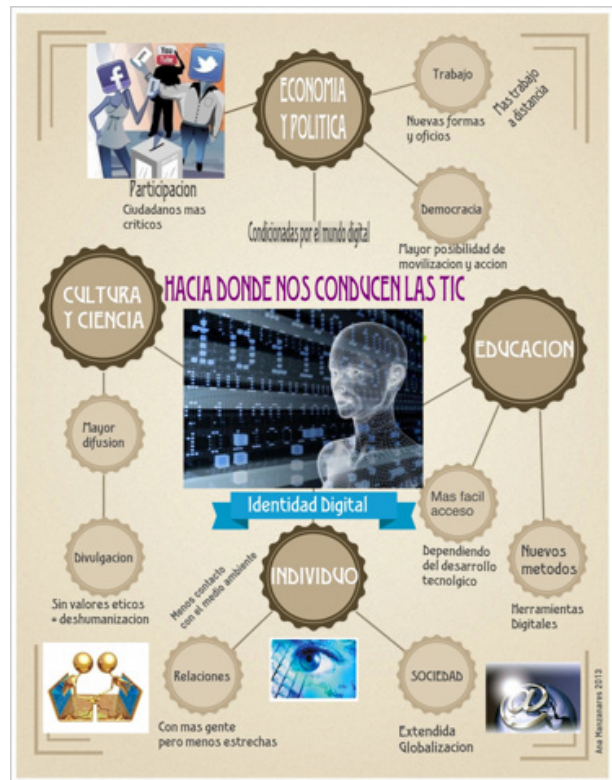 You
Tube
ECONOMIA
Y POLITICA
Trabajo
Mas trabajo
a distancia
Nuevas formas
y oficios
Participacion
Ciudadanos mas
criticos
Condicionadas por el mundo digital
Democracia
Mayor posibilidad de
movilizacion y accion
HACIA DONDE NOS CONDUCEN LAS TIC
CULTURA
Y CIENCIA
EDUCACION
Mayor
difusion
Divulgacion
Sin valores eticos
= deshumanizacion
Identidad Digital
Mas facil
acceso
Dependiendo
del desarrollo
tecnolgico
Nuevos
metodos
Herramientas
Digitales
INDIVIDUO
Menos contacto
con el medio ambiente
Relaciones
Con mas gente
pero menos estrechas
SOCIEDAD
Extendida
Globalizacion
Ana Manzanares 2013